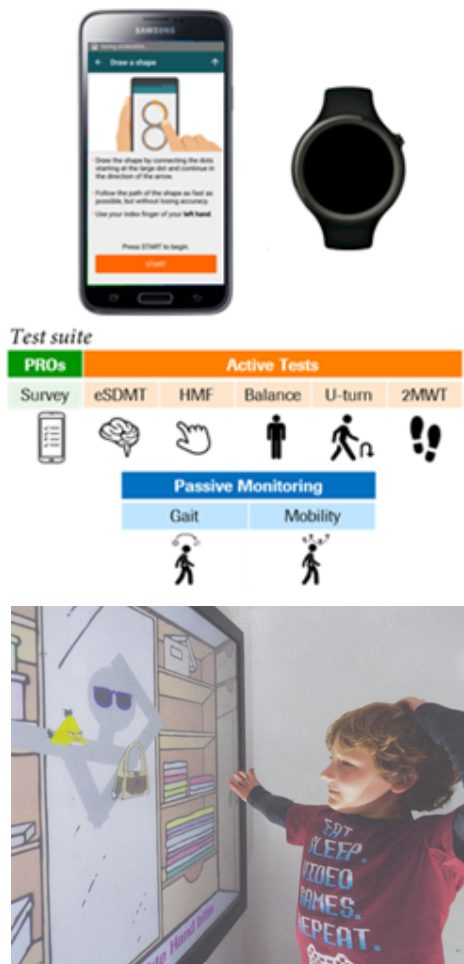 SAMSUNG
Saving screenshot...
Draw a shape
Draw the shape by connecting the dots
starting at the large dot and continue in
the direction of the arrow.
Follow the path of the shape as fast as
possible, but without losing accuracy.
Use your index finger of your left hand.
Press START to begin.
START
Test suite
PROs
Active Tests
Survey eSDMT HMF Balance U-turn 2MWT
Passive Monitoring
Gait Mobility
EAT
SLEEP.
VIDEO
GAMES.
REPEAT.
Hand